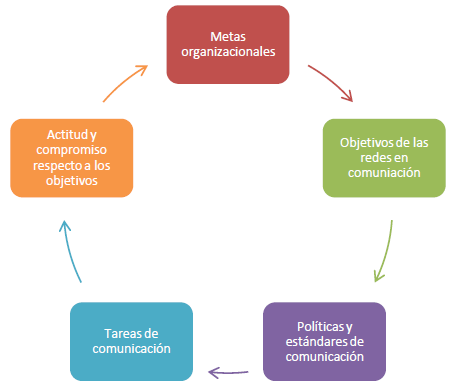 Metas
organizacionales
Objetivos de las
redes en
comuniación
Políticas y
estándares de
comunicación
Tareas de
comunicación
Actitud y
compromiso
respecto a los
objetivos